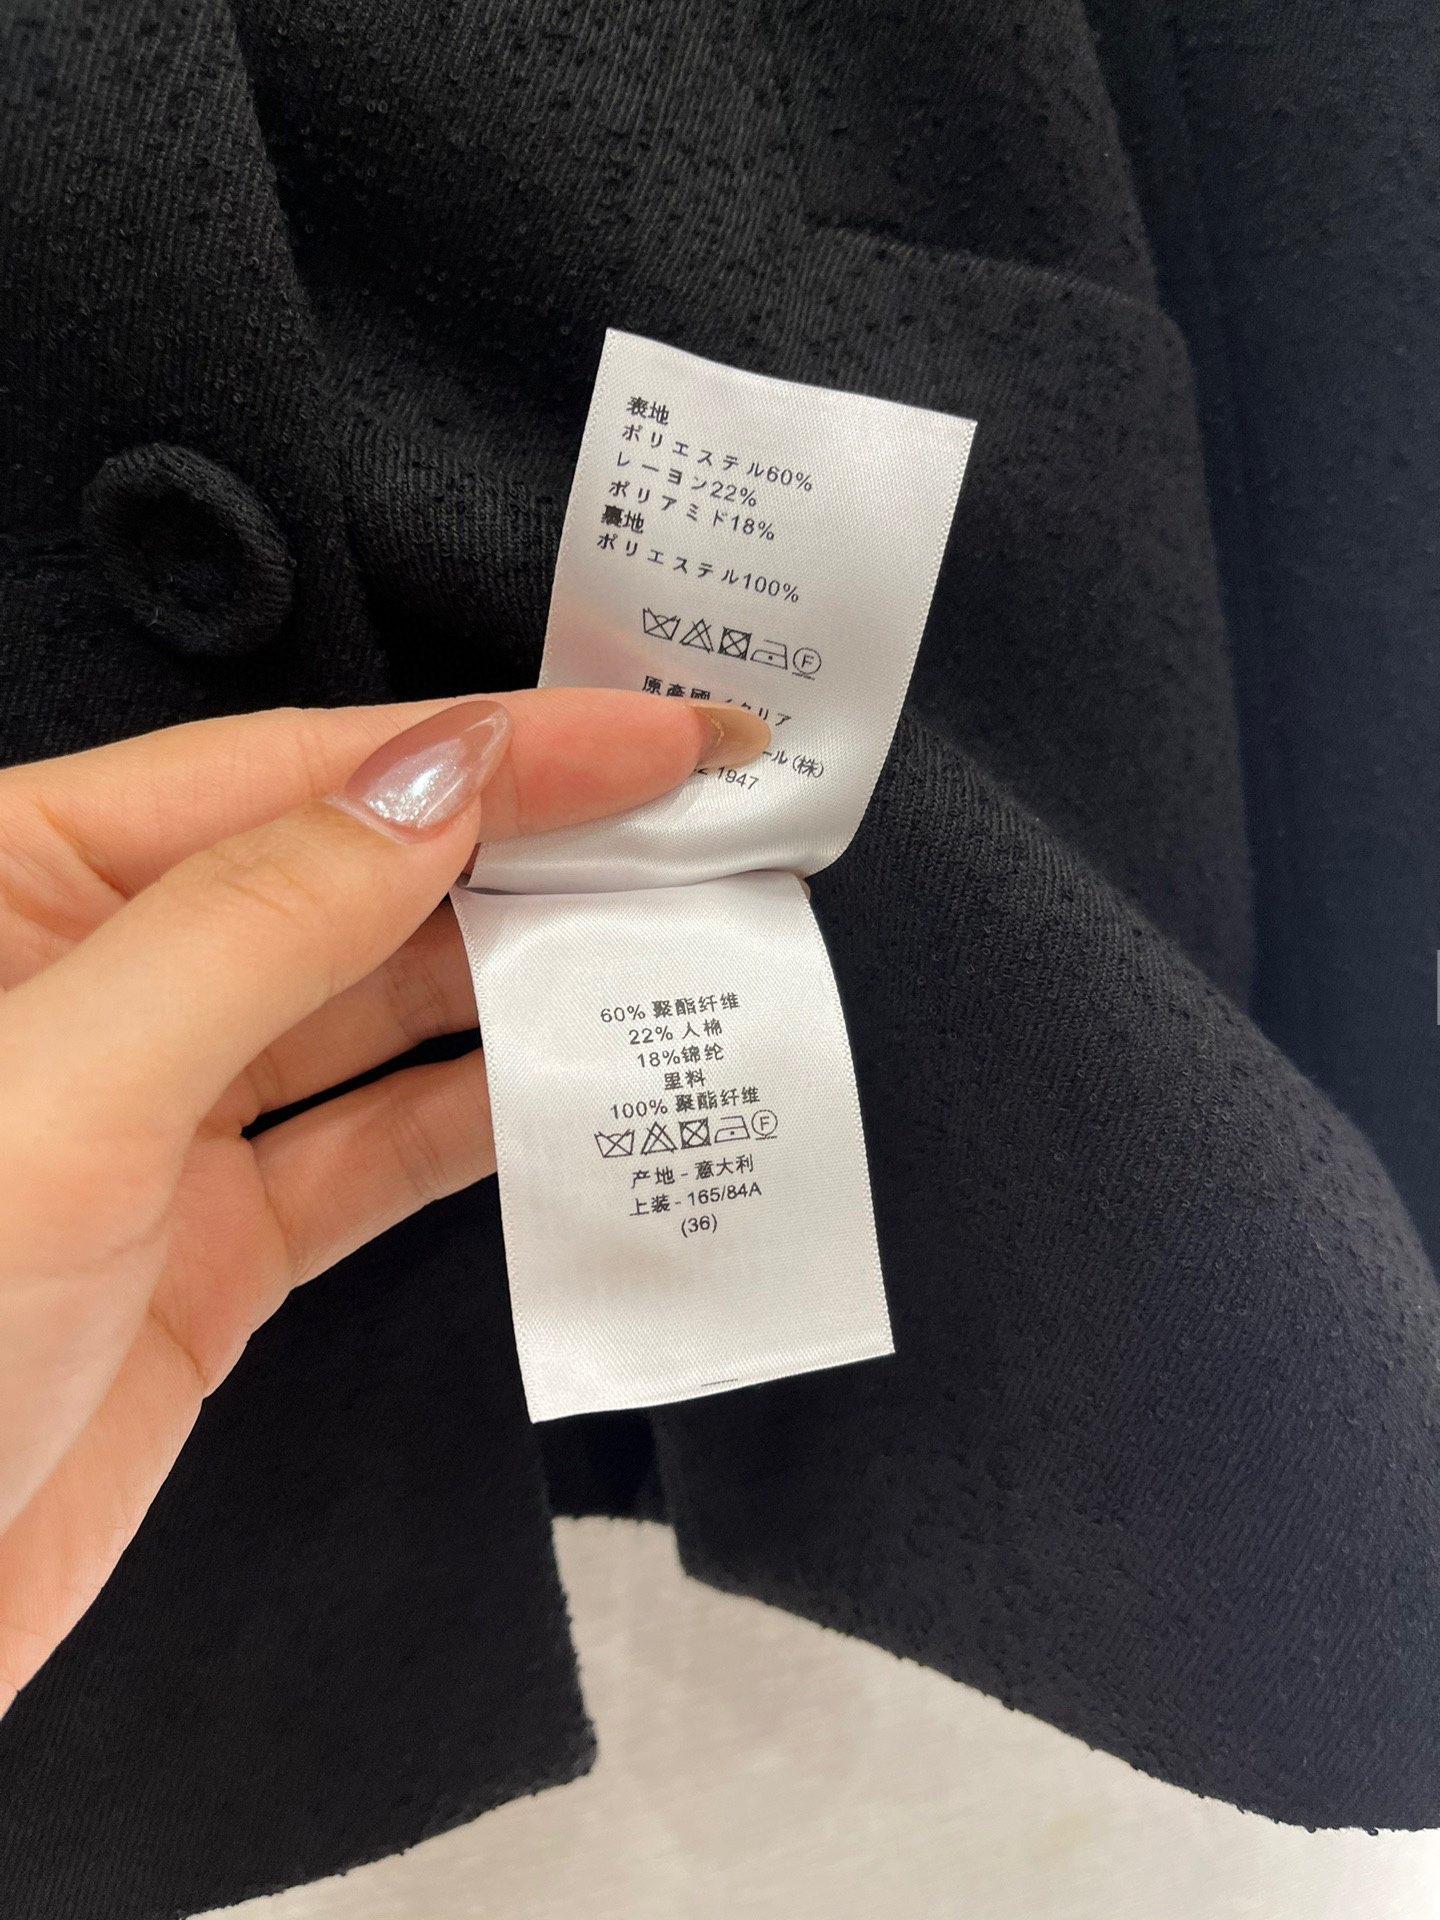 表地
ポリエステル60%
レーヨン22%
ポリアミド18%
裏地
ポリエステル100%
F
原産國 イタリア
ール(株)
1947
60% 聚酯纤维
22% 人棉
18%锦纶
里料
100% 聚酯纤维
F
产地 - 意大利
上装 - 165/84A
(36)